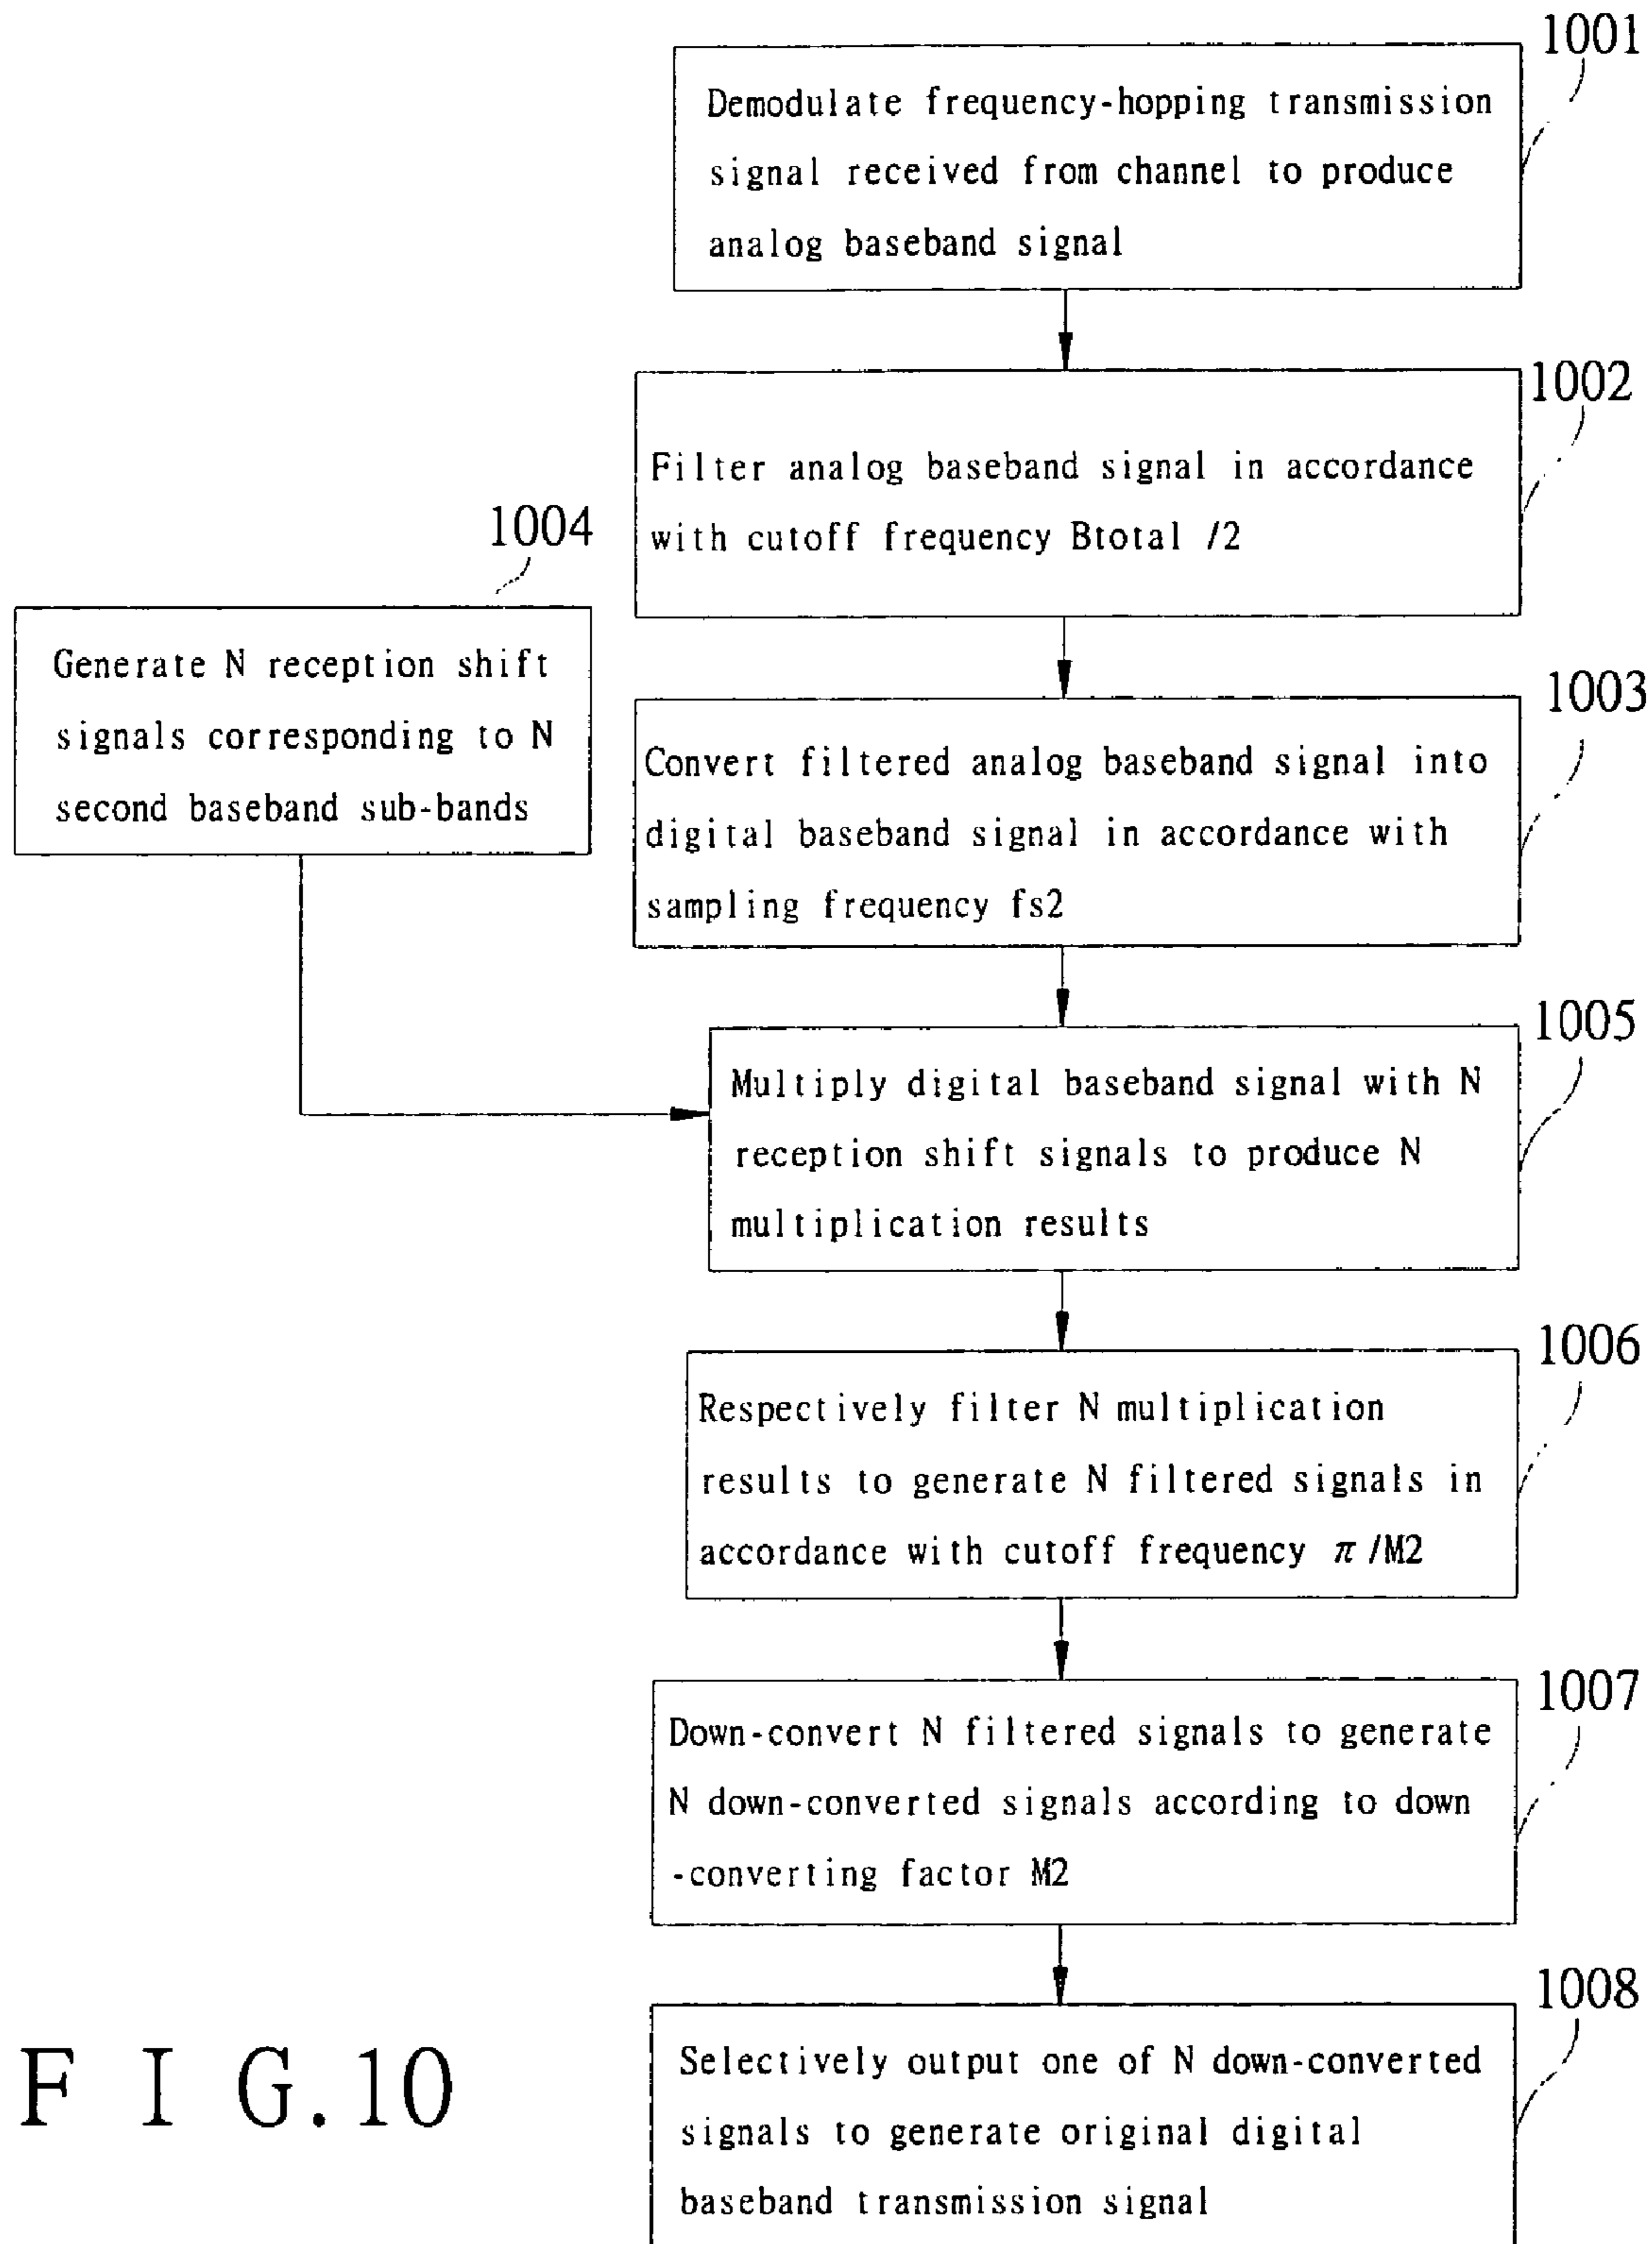 1001
Demodulate frequency-hopping transmission
signal received from channel to produce
analog baseband signal
1002
Filter analog baseband signal in accordance
with cutoff frequency Btotal /2
1004
Generate N reception shift
signals corresponding to N
second baseband sub-bands
1003
Convert filtered analog baseband signal into
digital baseband signal in accordance with
sampling frequency fs2
1005
Multiply digital baseband signal with N
reception shift signals to produce N
multiplication results
1006
Respectively filter N multiplication
results to generate N filtered signals in
accordance with cutoff frequency π /M2
1007
Down-convert N filtered signals to generate
N down-converted signals according to down
-converting factor M2
1008
Selectively output one of N down-converted
signals to generate original digital
baseband transmission signal
F I G.10